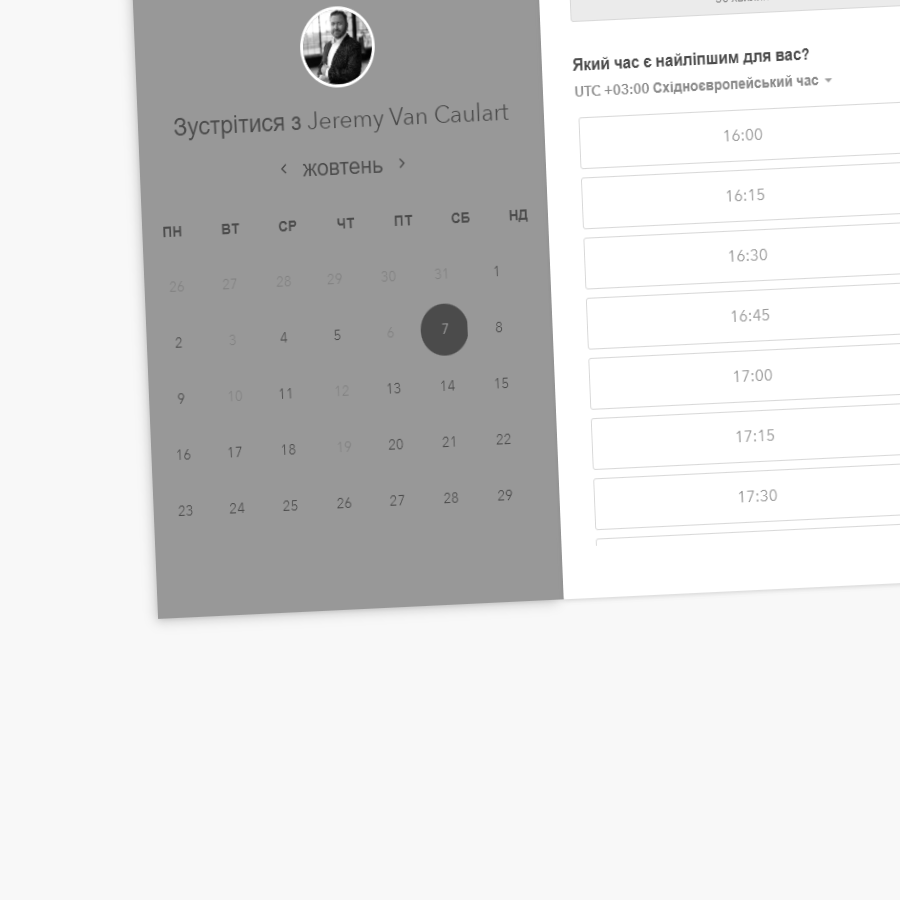 Зустрітися з Jeremy Van Caulart
‹ жовтень ›
ПН ВТ СР ЧТ ПТ СБ НД
26 27 28 29 30 31 1
2 3 4 5 6 7 8
9 10 11 12 13 14 15
16 17 18 19 20 21 22
23 24 25 26 27 28 29
Який час є найліпшим для вас?
UTC +03:00 Східноєвропейський час
16:00
16:15
16:30
16:45
17:00
17:15
17:30